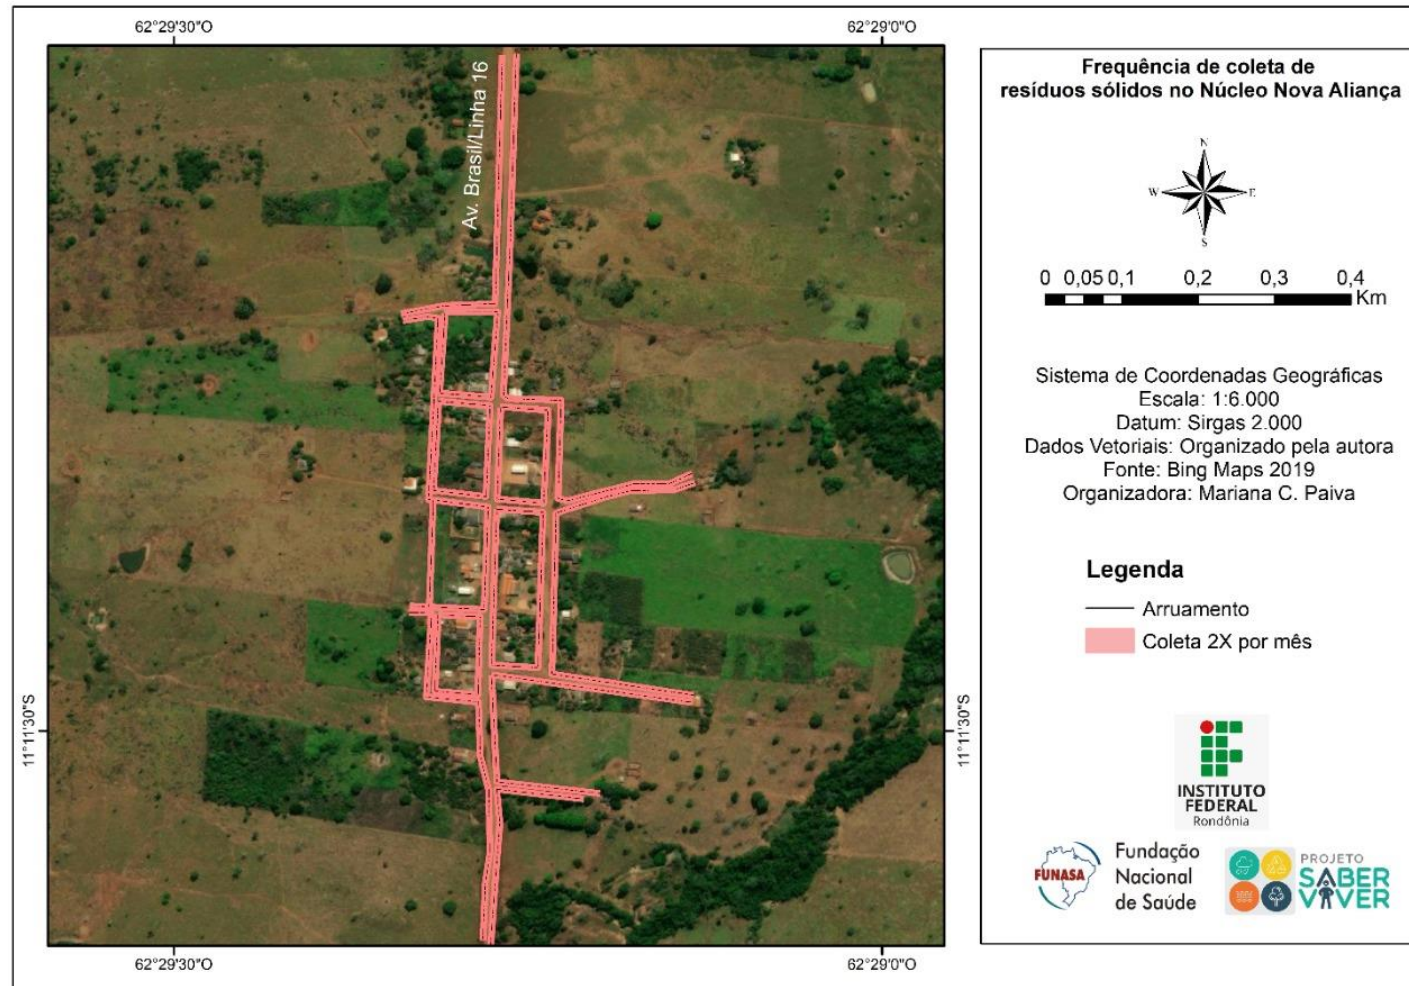 62°29'30"O
62°29'0"O
Av. Brasil/Linha 16
11°11'30"S
11°11'30"S
62°29'30"O
62°29'0"O
Frequência de coleta de
resíduos sólidos no Núcleo Nova Aliança
N
W
E
S
0 0,05 0,1 0,2 0,3 0,4
Km
Sistema de Coordenadas Geográficas
Escala: 1:6.000
Datum: Sirgas 2.000
Dados Vetoriais: Organizado pela autora
Fonte: Bing Maps 2019
Organizadora: Mariana C. Paiva
Legenda
Arruamento
Coleta 2X por mês
INSTITUTO
FEDERAL
Rondônia
FUNASA
Fundação
Nacional
de Saúde
PROJETO
SABER
VIVER